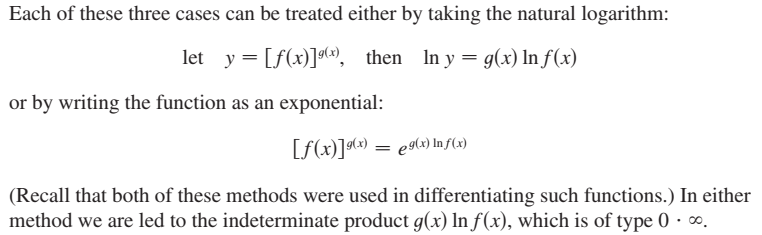 Each of these three cases can be treated either by taking the natural logarithm:
let y = [f(x)]^{g(x)}, then ln y = g(x) ln f(x)
or by writing the function as an exponential:
[f(x)]^{g(x)} = e^{g(x) ln f(x)}
(Recall that both of these methods were used in differentiating such functions.) In either
method we are led to the indeterminate product g(x) ln f(x), which is of type 0 · ∞.